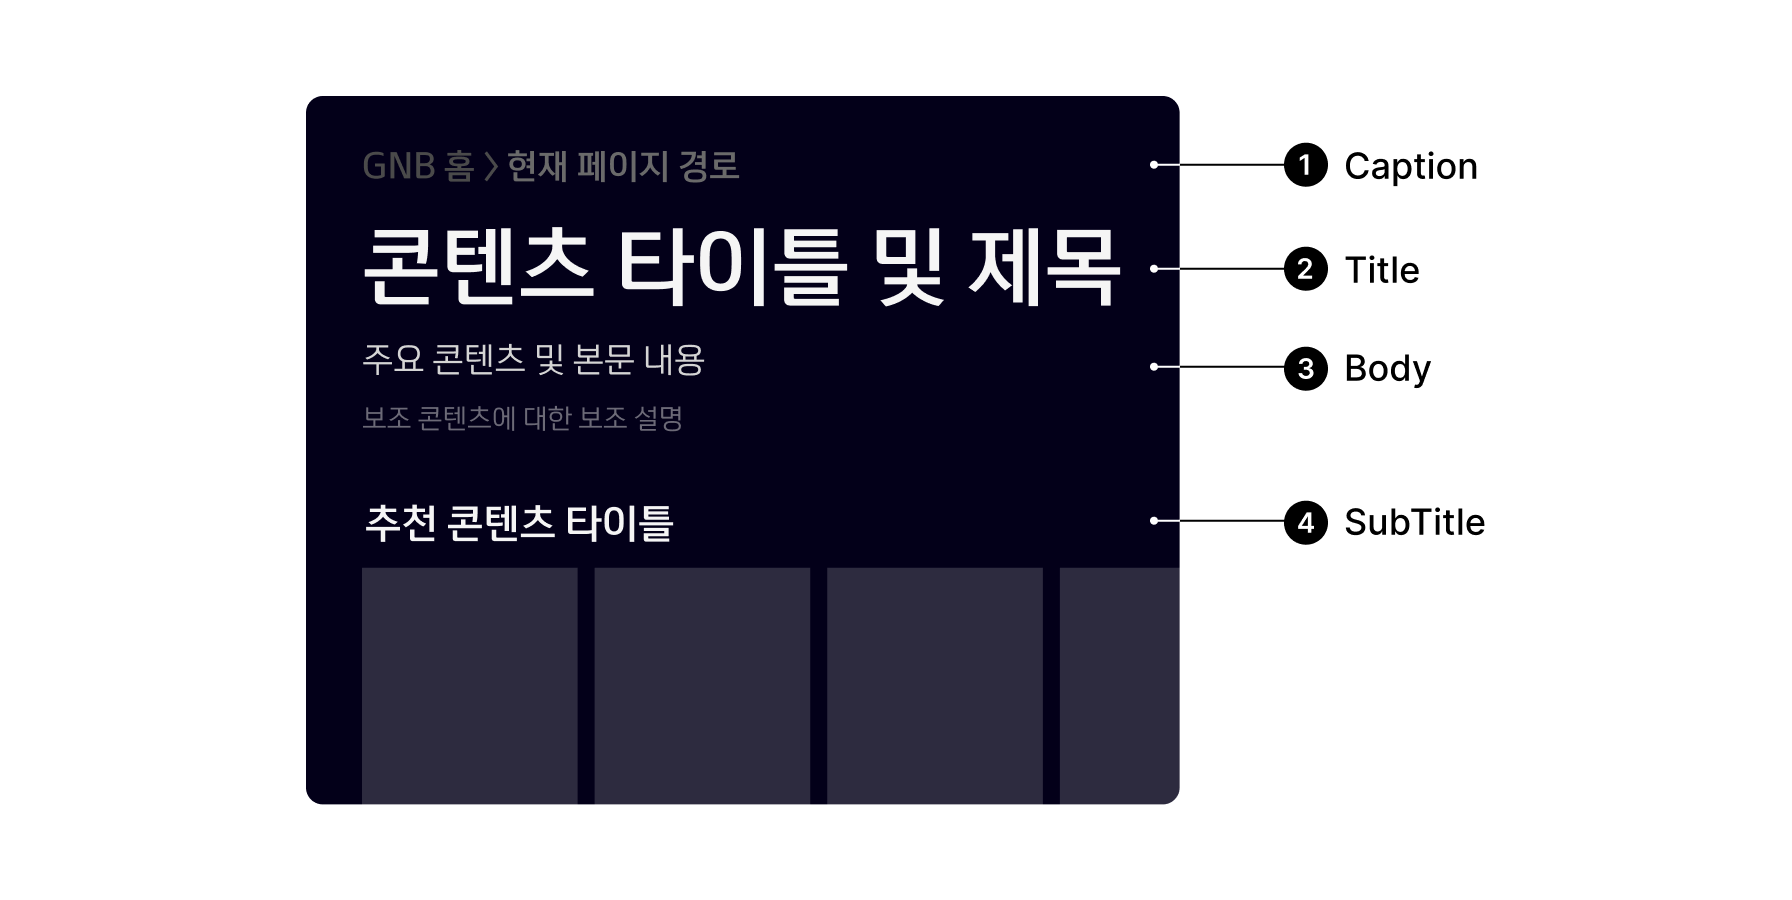 GNB 홈 〉현재 페이지 경로
1 Caption
콘텐츠 타이틀 및 제목
2 Title
주요 콘텐츠 및 본문 내용
3 Body
보조 콘텐츠에 대한 보조 설명
추천 콘텐츠 타이틀
4 SubTitle